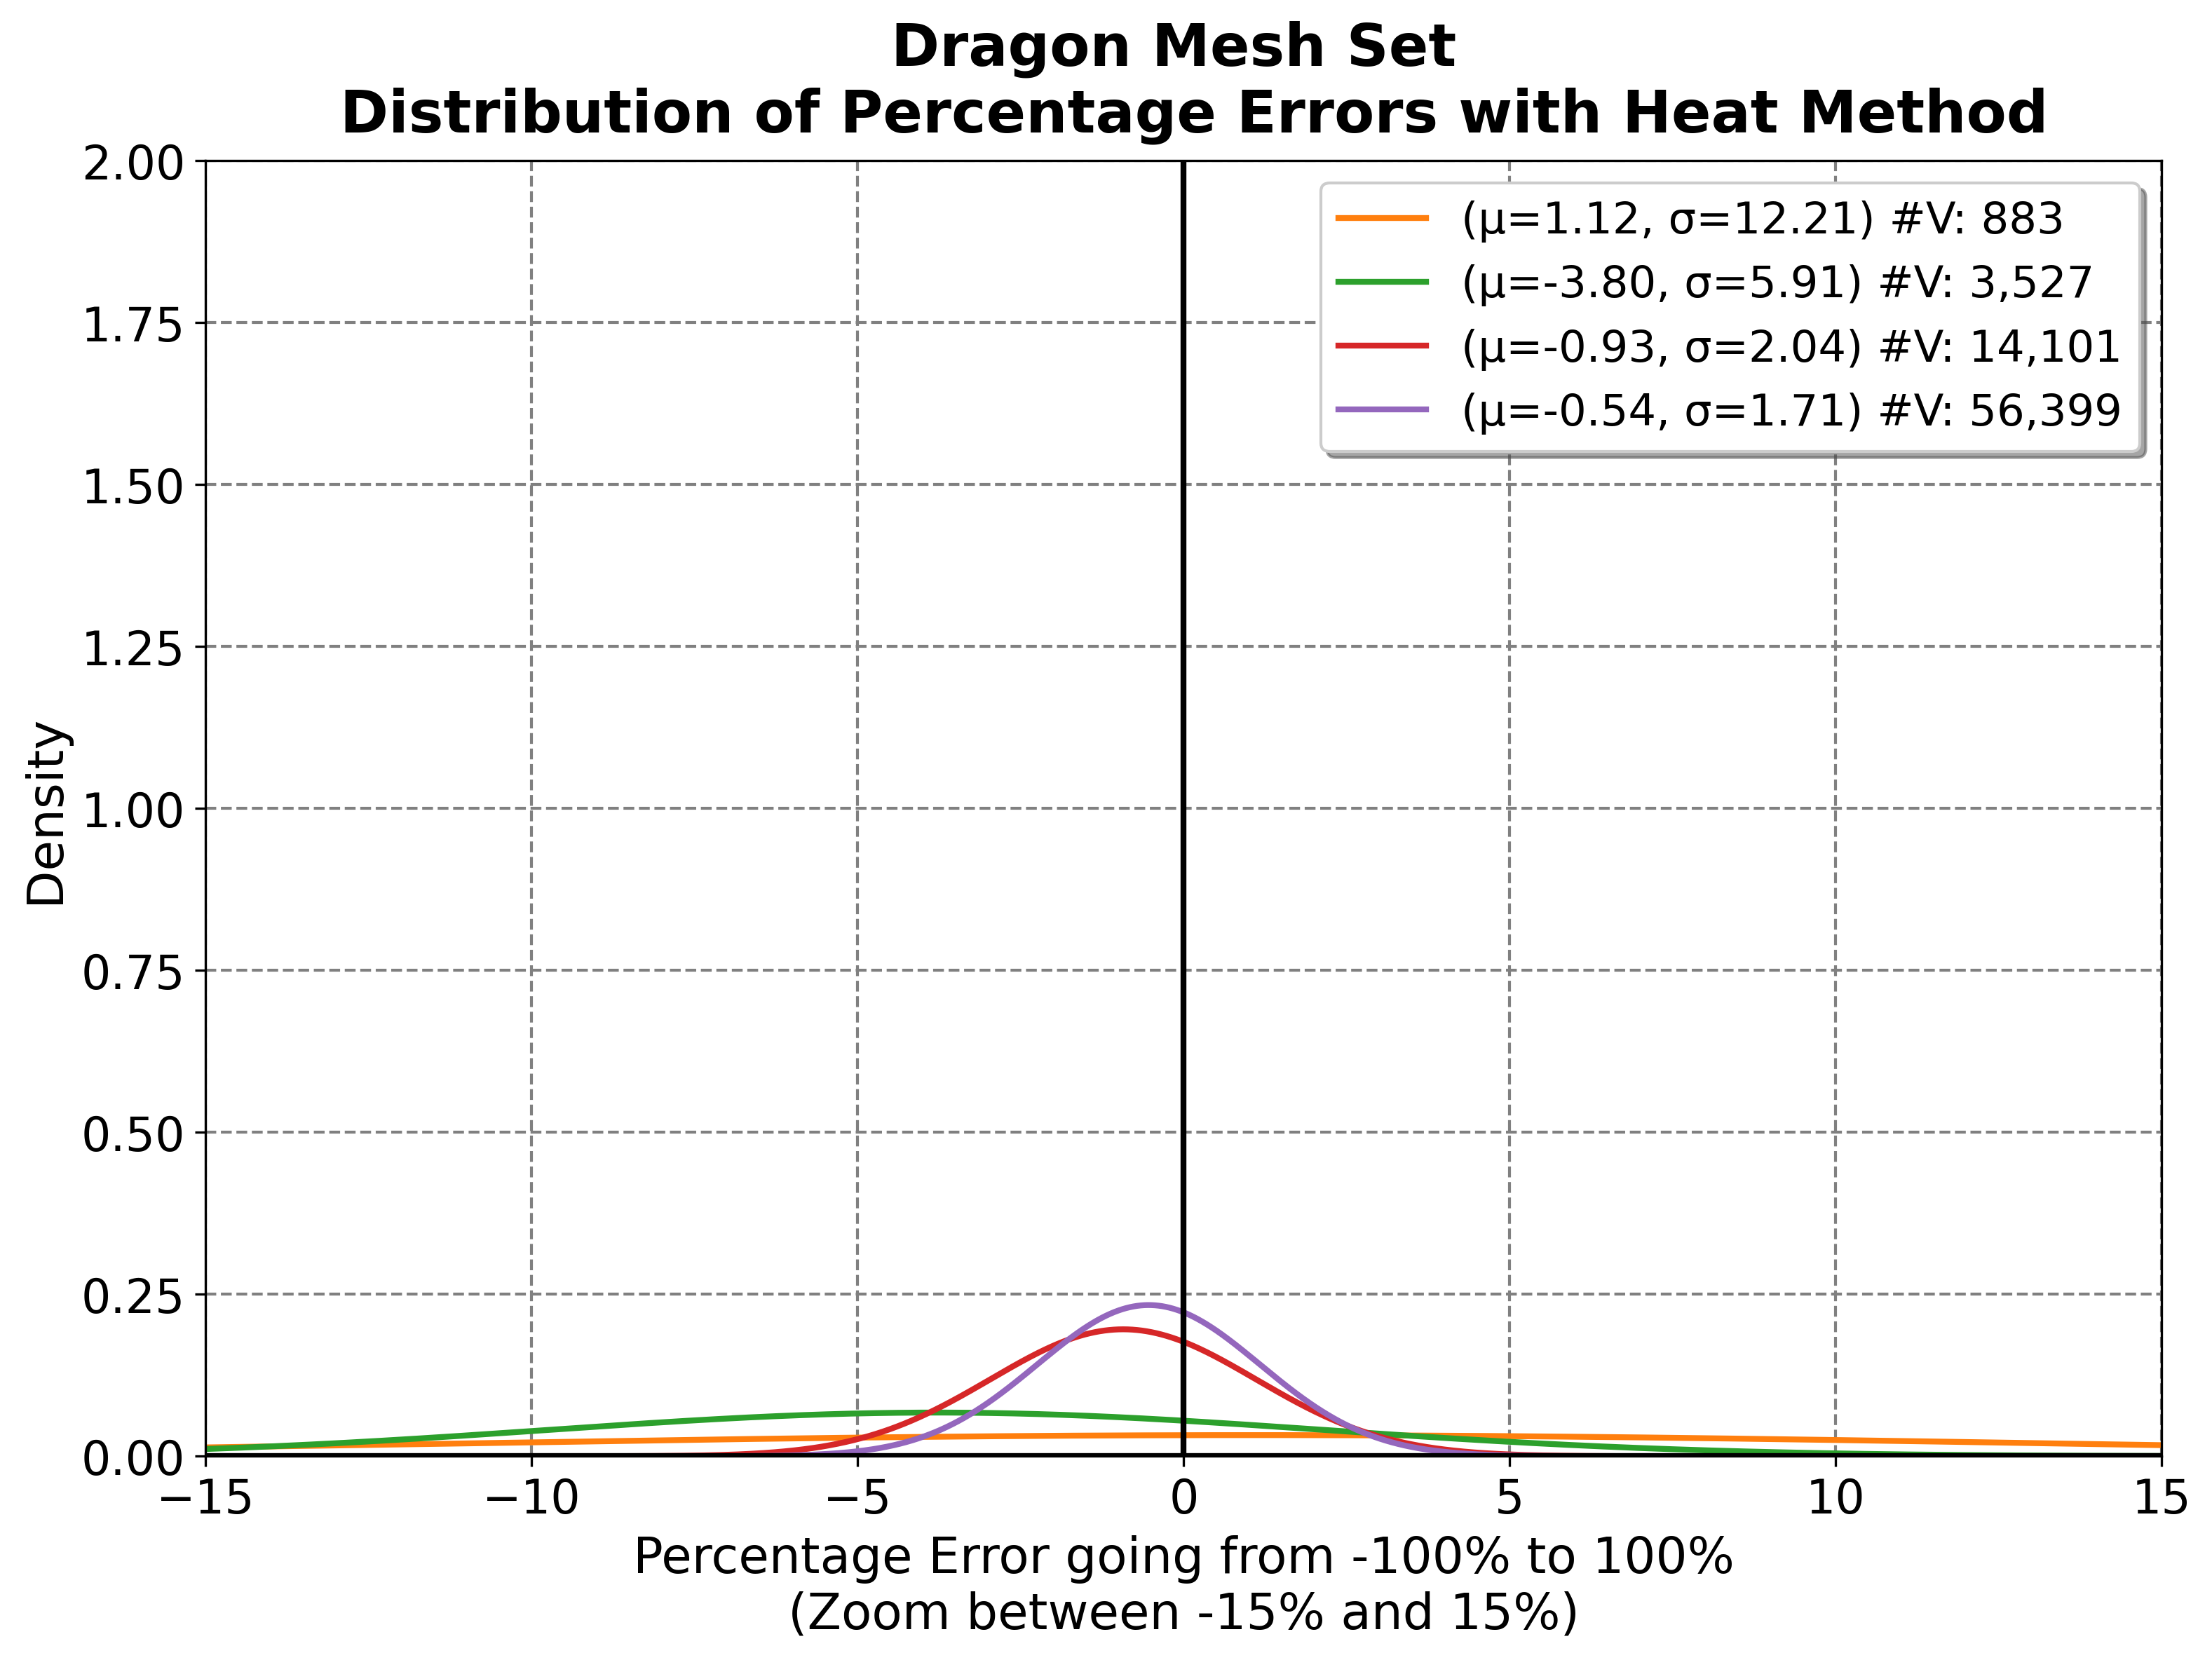 Dragon Mesh Set
Distribution of Percentage Errors with Heat Method
2.00
1.75
1.50
1.25
1.00
0.75
0.50
0.25
0.00
Density
(μ=1.12, σ=12.21) #V: 883
(μ=-3.80, σ=5.91) #V: 3,527
(μ=-0.93, σ=2.04) #V: 14,101
(μ=-0.54, σ=1.71) #V: 56,399
−15 −10 −5 0 5 10 15
Percentage Error going from -100% to 100%
(Zoom between -15% and 15%)